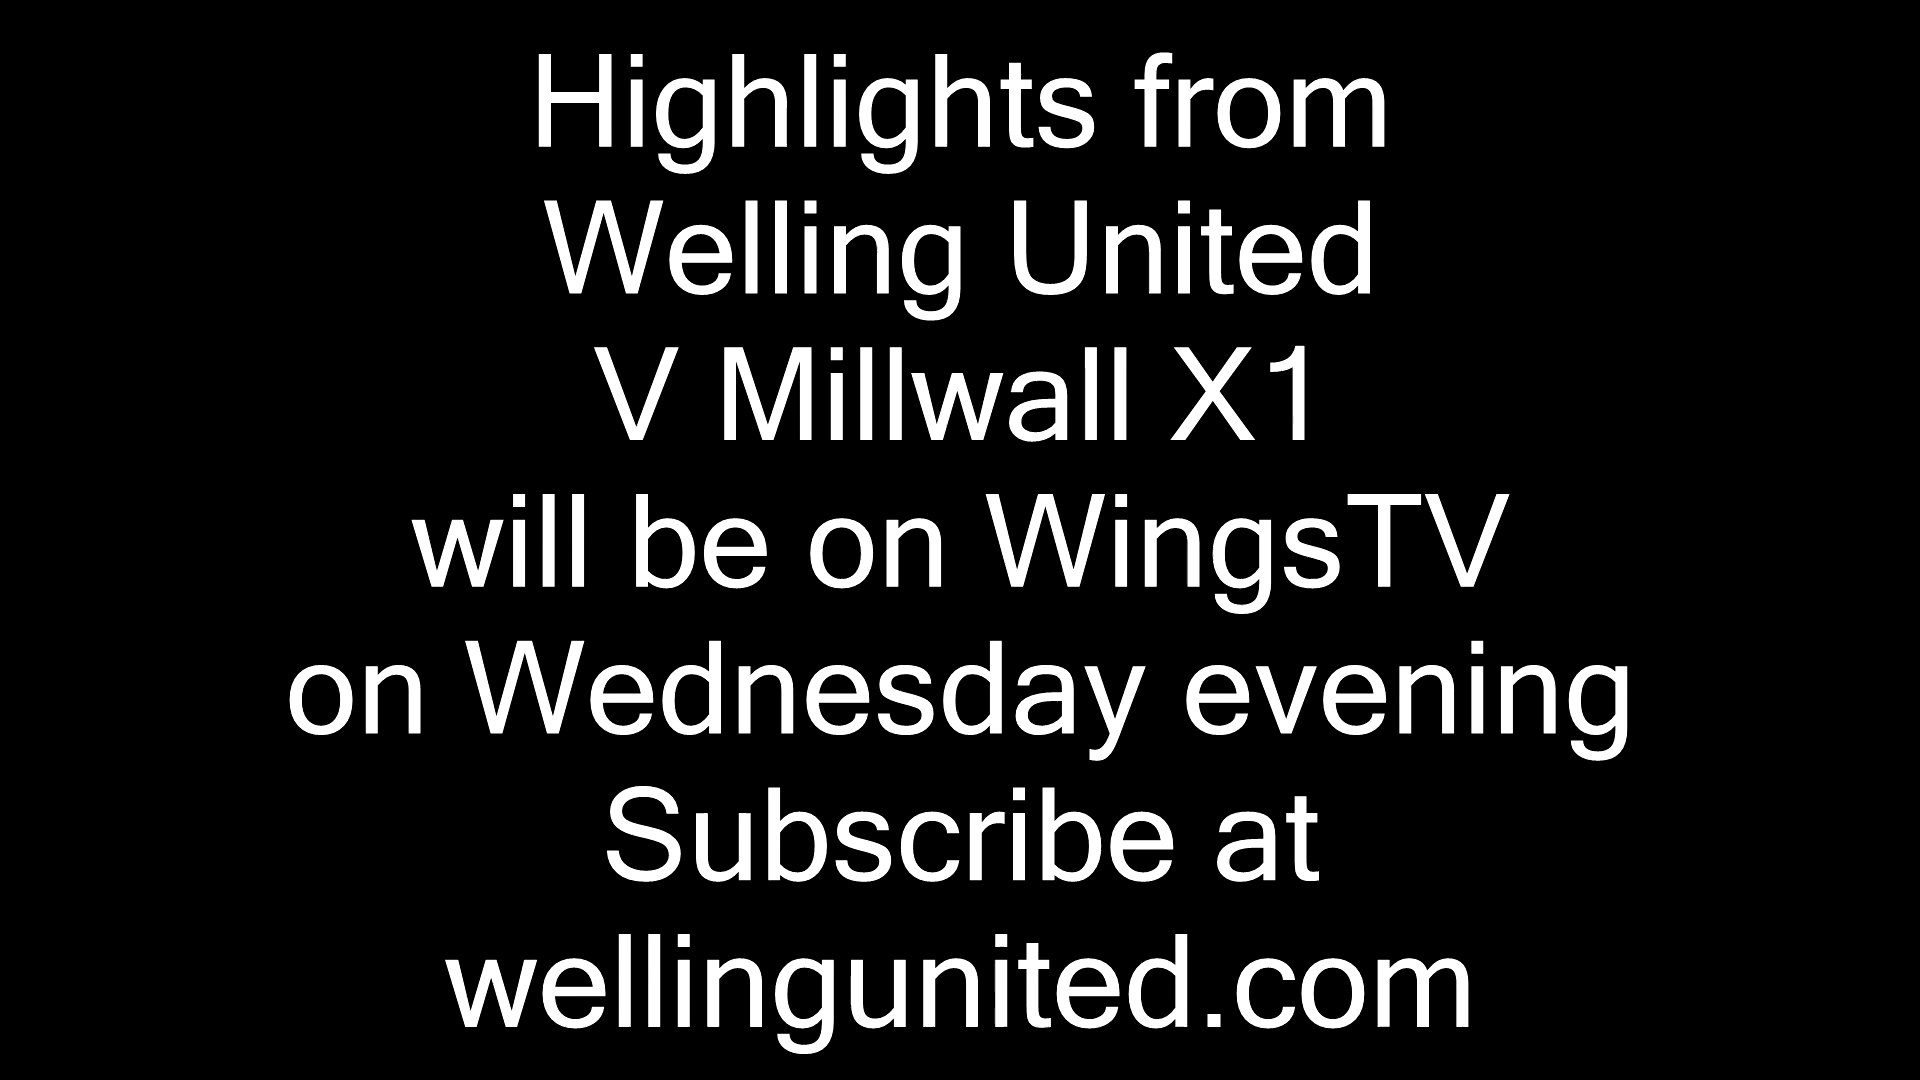 Highlights from
Welling United
V Millwall X1
will be on WingsTV
on Wednesday evening
Subscribe at
wellingunited.com